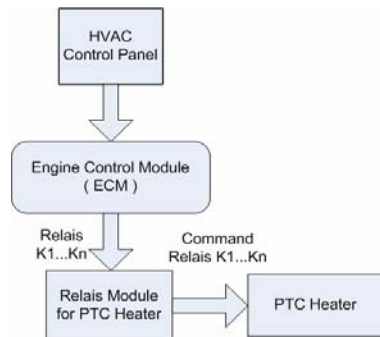 HVAC
Control Panel
Engine Control Module
( ECM )
Relais
K1...Kn
Command
Relais K1...Kn
Relais Module
for PTC Heater
PTC Heater